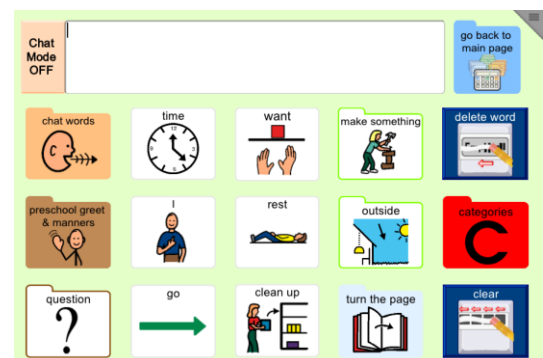 Chat
Mode
OFF
go back to
main page
chat words
time
want
make something
delete word
preschool greet
& manners
I
rest
outside
categories
C
question
?
go
clean up
turn the page
clear